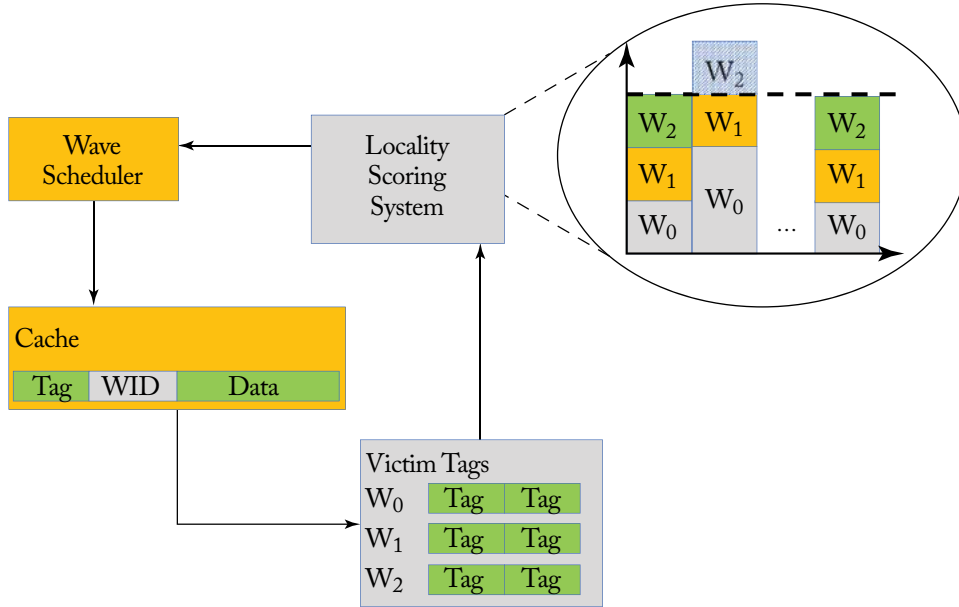 Wave
Scheduler
Locality
Scoring
System
W₂
W₂ W₁ W₂
W₁ W₁
W₀
W₀ ... W₀
Cache
Tag WID Data
Victim Tags
W₀ Tag Tag
W₁ Tag Tag
W₂ Tag Tag